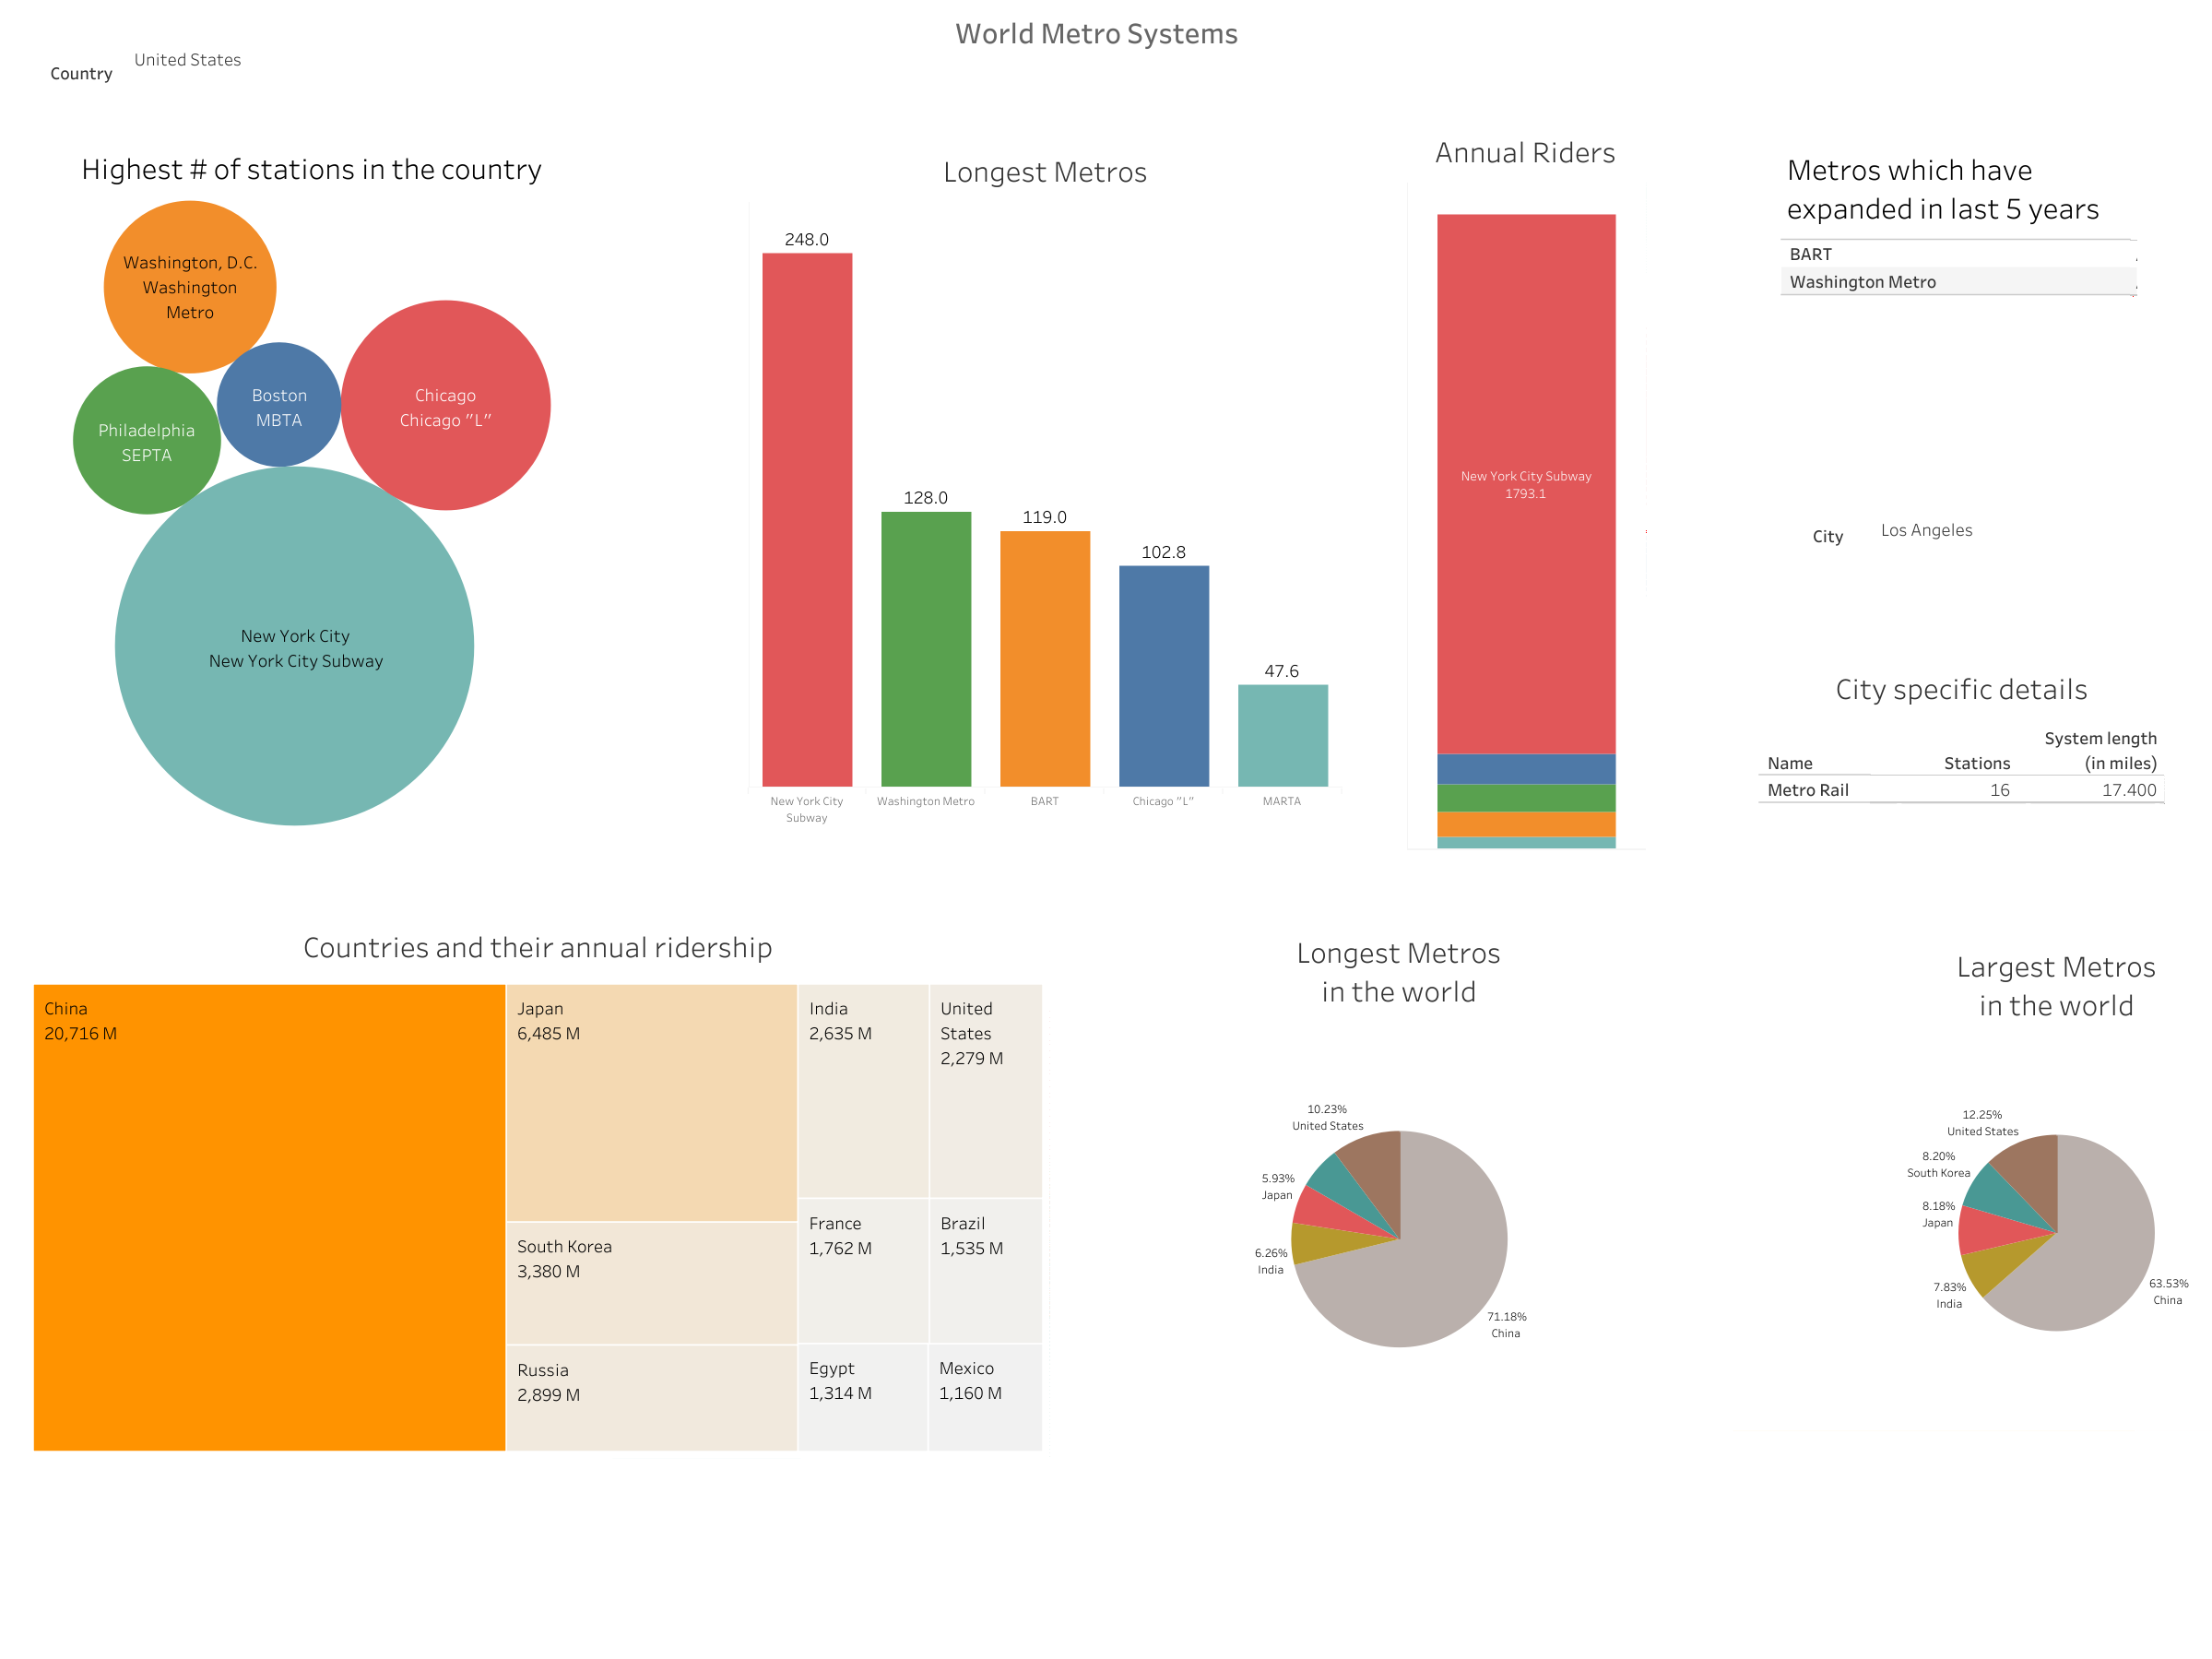 World Metro Systems
Country
United States
Highest # of stations in the country
Washington, D.C.
Washington
Metro
Boston
MBTA
Chicago
Chicago "L"
Philadelphia
SEPTA
New York City
New York City Subway
Longest Metros
248.0
128.0
119.0
102.8
47.6
New York City
Subway
Washington Metro
BART
Chicago "L"
MARTA
Annual Riders
New York City Subway
1793.1
Metros which have
expanded in last 5 years
BART
Washington Metro
City
Los Angeles
City specific details
Name
Stations
System length
(in miles)
Metro Rail
16
17.400
Countries and their annual ridership
China
20,716 M
Japan
6,485 M
South Korea
3,380 M
Russia
2,899 M
India
2,635 M
United
States
2,279 M
France
1,762 M
Brazil
1,535 M
Egypt
1,314 M
Mexico
1,160 M
Longest Metros
in the world
10.23%
United States
5.93%
Japan
6.26%
India
71.18%
China
Largest Metros
in the world
12.25%
United States
8.20%
South Korea
8.18%
Japan
7.83%
India
63.53%
China